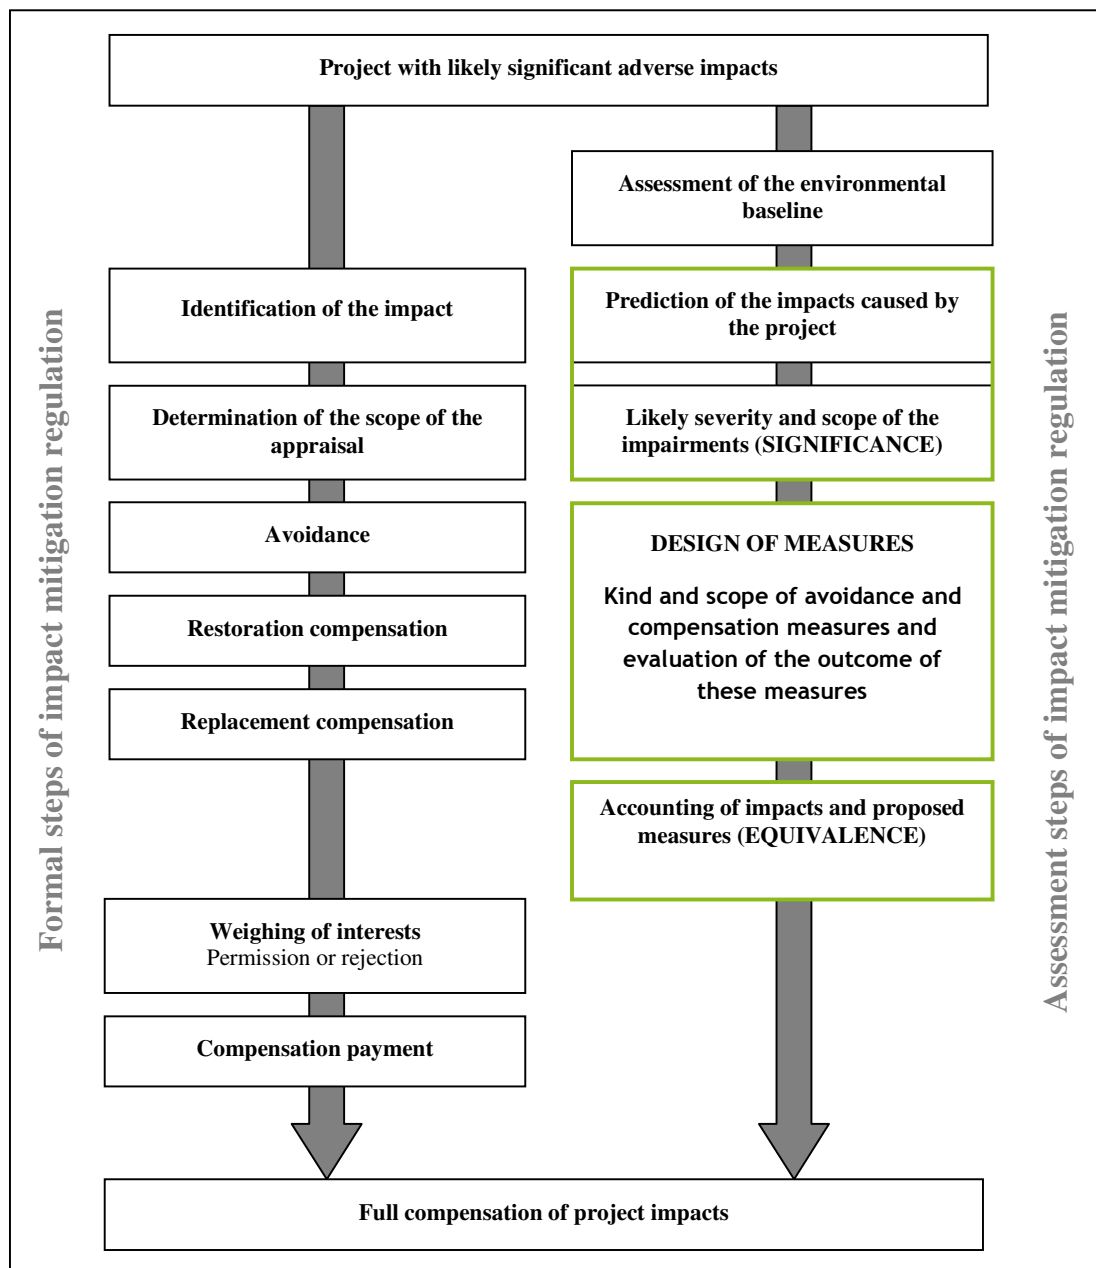 Project with likely significant adverse impacts
Formal steps of impact mitigation regulation
Identification of the impact
Determination of the scope of the
appraisal
Avoidance
Restoration compensation
Replacement compensation
Weighing of interests
Permission or rejection
Compensation payment
Assessment of the environmental
baseline
Prediction of the impacts caused by
the project
Likely severity and scope of the
impairments (SIGNIFICANCE)
DESIGN OF MEASURES
Kind and scope of avoidance and
compensation measures and
evaluation of the outcome of
these measures
Accounting of impacts and proposed
measures (EQUIVALENCE)
Assessment steps of impact mitigation regulation
Full compensation of project impacts